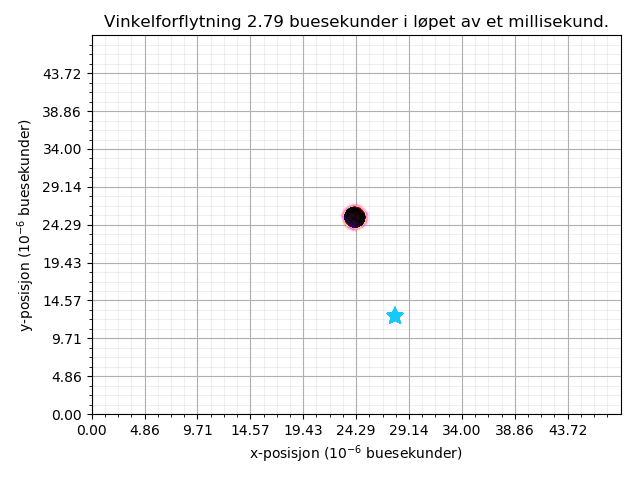 Vinkelforflytning 2.79 buesekunder i løpet av et millisekund.
43.72
38.86
34.00
29.14
24.29
19.43
14.57
9.71
4.86
0.00
y-posisjon (10⁻⁶ buesekunder)
0.00 4.86 9.71 14.57 19.43 24.29 29.14 34.00 38.86 43.72
x-posisjon (10⁻⁶ buesekunder)